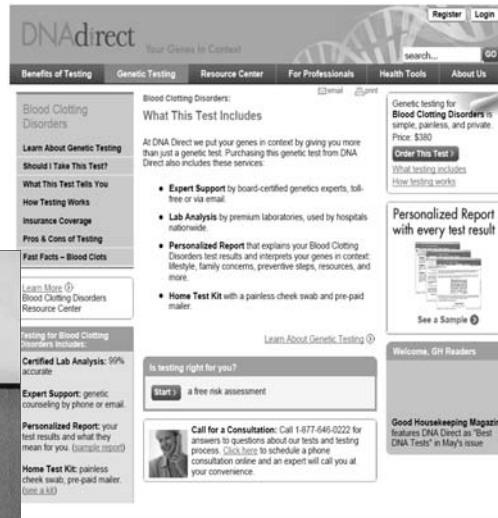 Register Login
DNAdirect
Your Genes In Context
search... GO
Benefits of Testing Genetic Testing Resource Center For Professionals Health Tools About Us
email print
Blood Clotting
Disorders
Learn About Genetic Testing
Should I Take This Test?
What This Test Tells You
How Testing Works
Insurance Coverage
Pros & Cons of Testing
Fast Facts – Blood Clots
Learn More
Blood Clotting Disorders
Resource Center
Testing for Blood Clotting
Disorders Includes:
Certified Lab Analysis: 99%
accurate
Expert Support: genetic
counseling by phone or email.
Personalized Report: your
test results and what they
mean for you. (sample report)
Home Test Kit: painless
cheek swab, pre-paid mailer.
(see a kit)
Blood Clotting Disorders:
What This Test Includes
At DNA Direct we put your genes in context by giving you more
than just a genetic test. Purchasing this genetic test from DNA
Direct also includes these services:
• Expert Support by board-certified genetics experts, toll-
free or via email.
• Lab Analysis by premium laboratories, used by hospitals
nationwide.
• Personalized Report that explains your Blood Clotting
Disorders test results and interprets your genes in context:
lifestyle, family concerns, preventive steps, resources, and
more.
• Home Test Kit with a painless cheek swab and pre-paid
mailer.
Learn About Genetic Testing
Is testing right for you?
Start a free risk assessment
Call for a Consultation: Call 1-877-646-0222 for
answers to questions about our tests and testing
process. Click here to schedule a phone
consultation online and an expert will call you at
your convenience.
Genetic testing for
Blood Clotting Disorders is
simple, painless, and private.
Price: $380
Order This Test
What testing includes
How testing works
Personalized Report
with every test result
See a Sample
Welcome, GH Readers
Good Housekeeping Magazin
features DNA Direct as "Best
DNA Tests" in May's issue